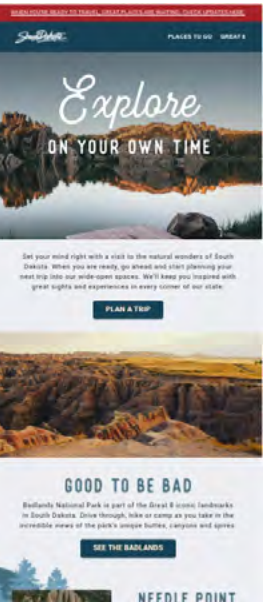 WHEN YOU'RE READY TO TRAVEL, GREAT PLACES ARE WAITING. CHECK UPDATES HERE.
South Dakota
PLACES TO GO GREAT 8
Explore
ON YOUR OWN TIME
Set your mind right with a visit to the natural wonders of South
Dakota. When you are ready, go ahead and start planning your
next trip into our wide-open spaces. We'll keep you inspired with
great sights and experiences in every corner of our state.
PLAN A TRIP
GOOD TO BE BAD
Badlands National Park is part of the Great 8 iconic landmarks
in South Dakota. Drive through, hike or camp as you take in the
incredible views of the park's unique buttes, canyons and spires
SEE THE BADLANDS
NEEDLE POINT